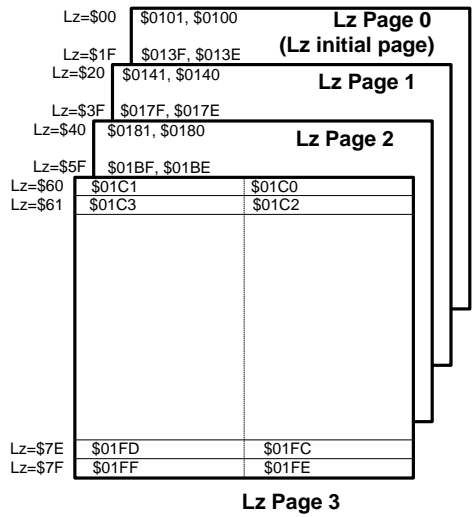 Lz=$00 $0101, $0100 Lz Page 0
(Lz initial page)
Lz=$1F $013F, $013E
Lz=$20 $0141, $0140 Lz Page 1
Lz=$3F $017F, $017E
Lz=$40 $0181, $0180 Lz Page 2
Lz=$5F $01BF, $01BE
Lz=$60 $01C1 $01C0
Lz=$61 $01C3 $01C2
Lz=$7E $01FD $01FC
Lz=$7F $01FF $01FE
Lz Page 3